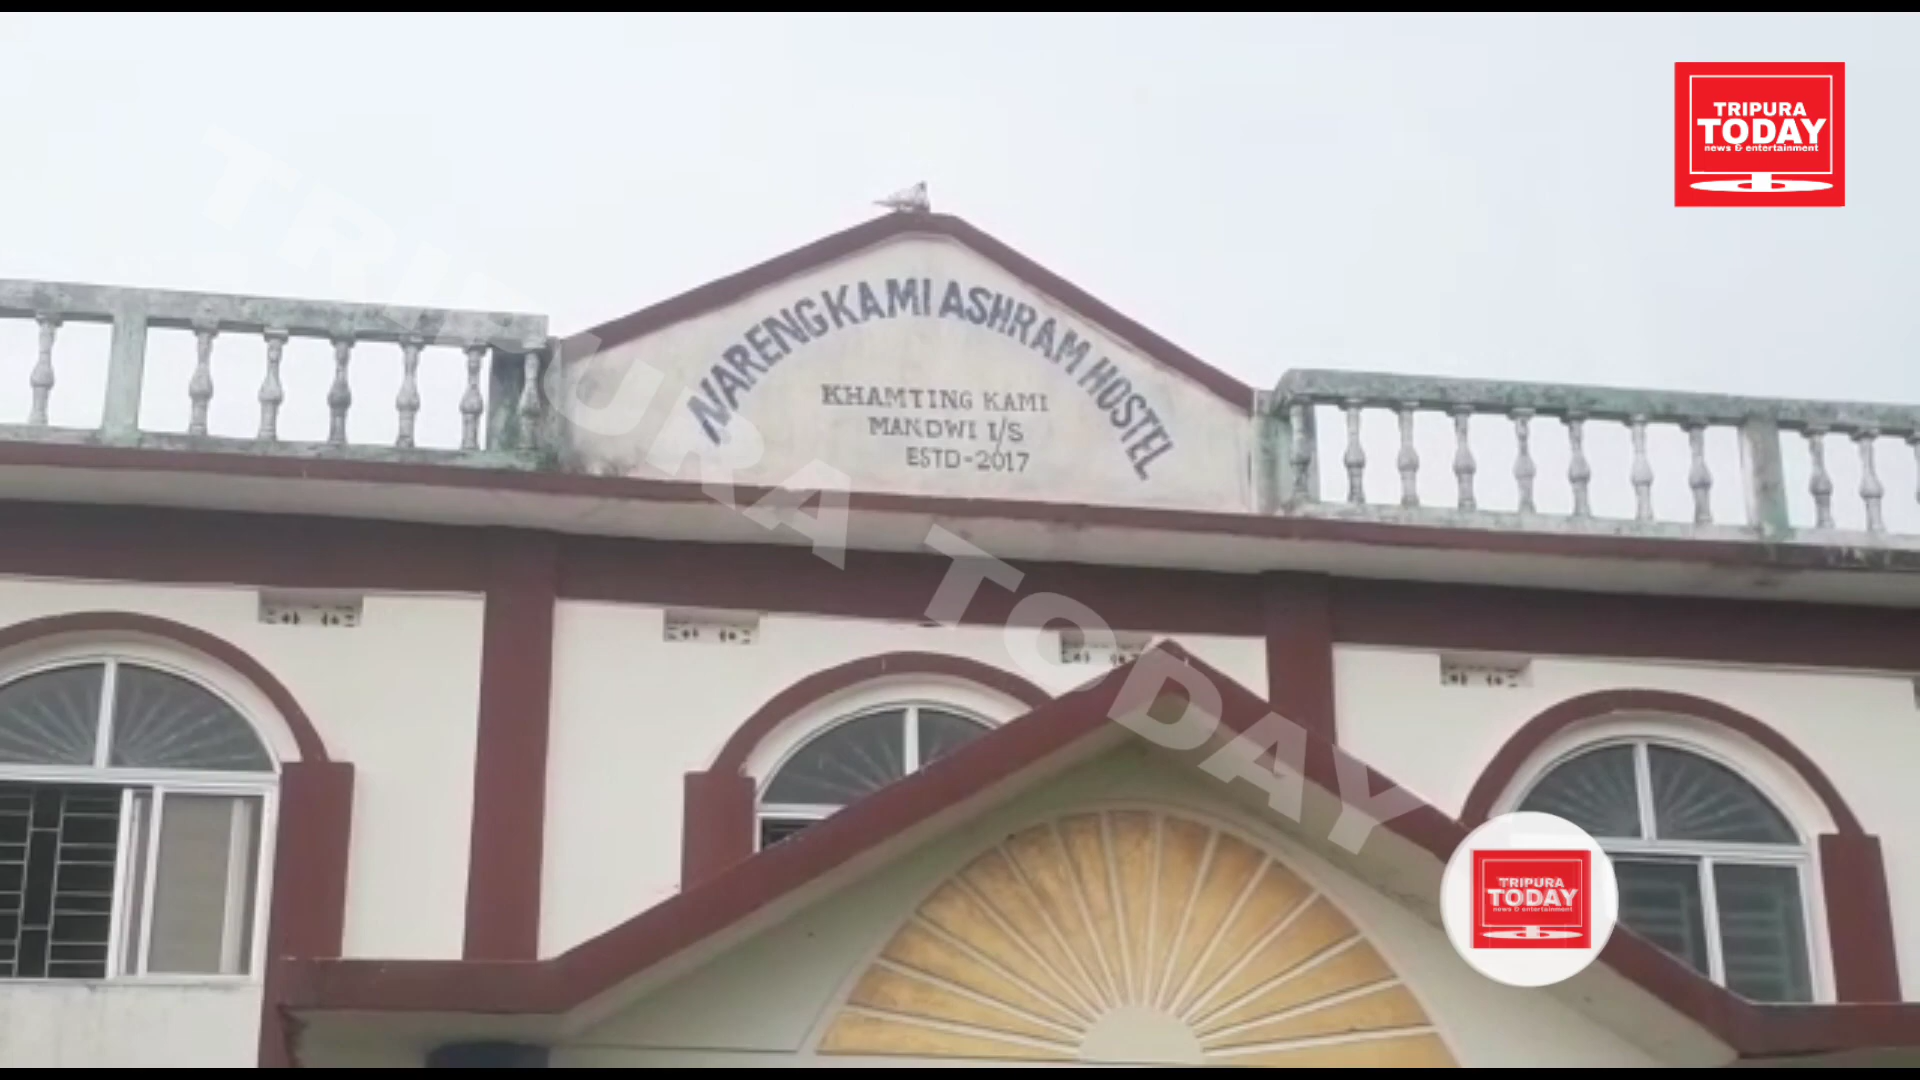 TRIPURA
TODAY
news & entertainment
NARENGKAMI ASHRAM HOSTEL
KHAMTING KAMI
MANDWI I/S
ESTD-2017
TRIPURA TODAY
TRIPURA
TODAY
news & entertainment